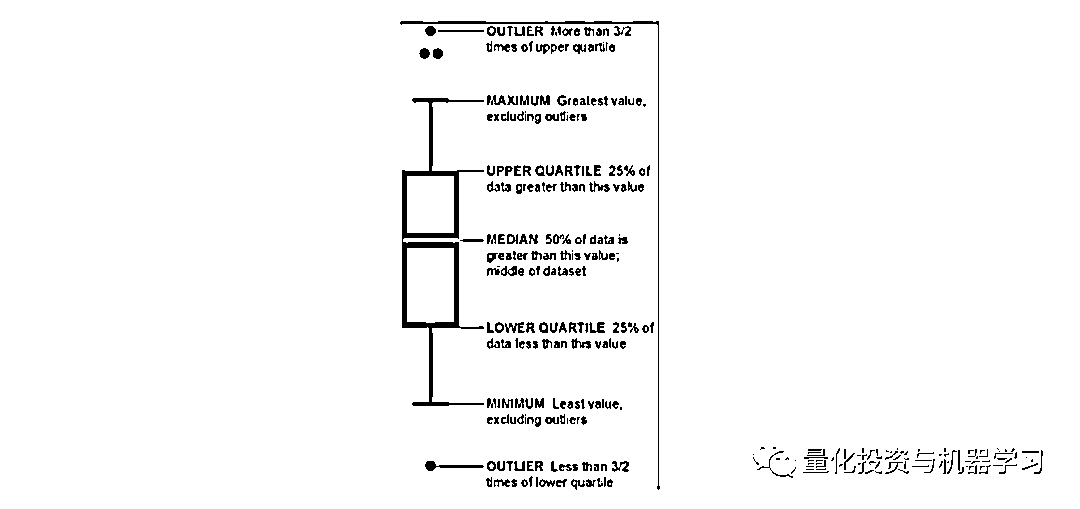 OUTLIER More than 3/2
times of upper quartile
MAXIMUM Greatest value,
excluding outliers
UPPER QUARTILE 25% of
data greater than this value
MEDIAN 50% of data is
greater than this value;
middle of dataset
LOWER QUARTILE 25% of
data less than this value
MINIMUM Least value,
excluding outliers
OUTLIER Less than 3/2
times of lower quartile
量化投资与机器学习